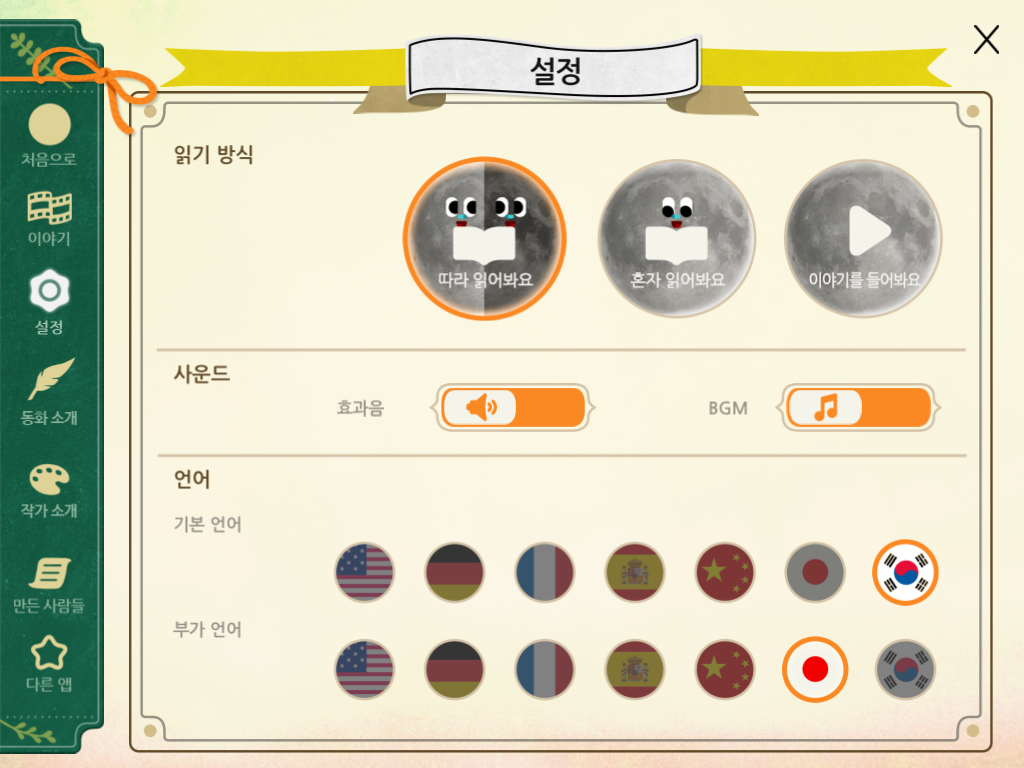 설정
처음으로
이야기
설정
동화 소개
작가 소개
만든 사람들
다른 앱
읽기 방식
따라 읽어봐요
혼자 읽어봐요
이야기를 들어봐요
사운드
효과음
BGM
언어
기본 언어
부가 언어